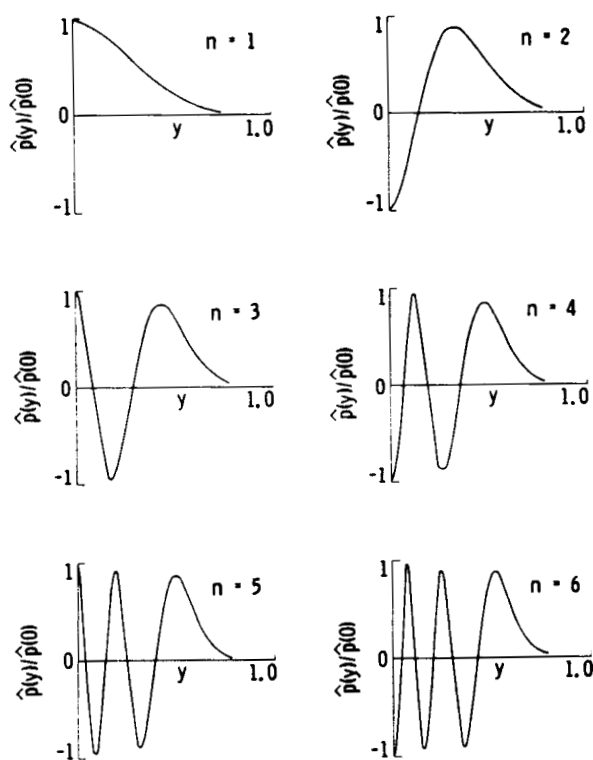 1
n = 1
p̂(y)/p̂(0)
0
y
1.0
-1
1
n = 2
p̂(y)/p̂(0)
0
y
1.0
-1
1
n = 3
p̂(y)/p̂(0)
0
y
1.0
-1
1
n = 4
p̂(y)/p̂(0)
0
y
1.0
-1
1
n = 5
p̂(y)/p̂(0)
0
y
1.0
-1
1
n = 6
p̂(y)/p̂(0)
0
y
1.0
-1